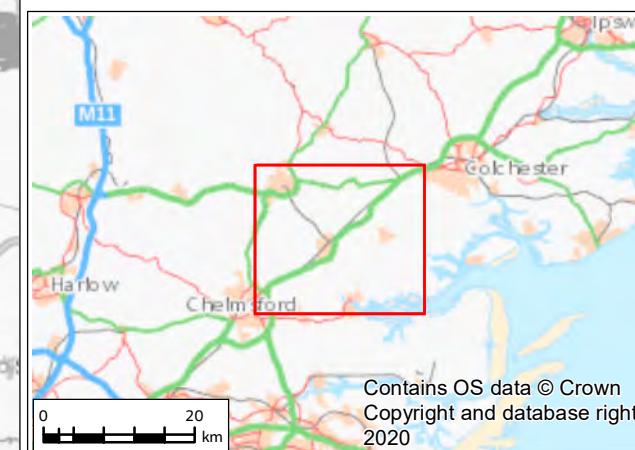 Ipsw
M11
Colchester
Harlow
Chelmsford
0 20
km
Contains OS data © Crown
Copyright and database right
2020